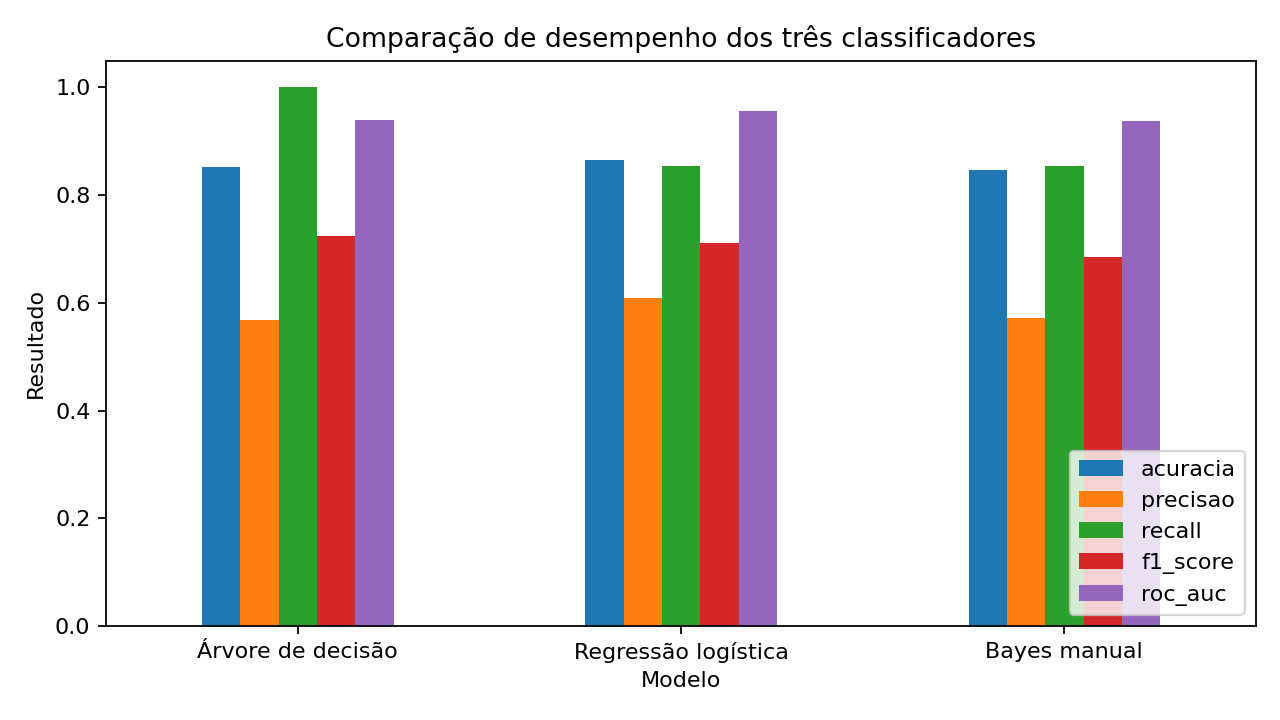 Comparação de desempenho dos três classificadores
Resultado
1.0
0.8
0.6
0.4
0.2
0.0
Árvore de decisão
Regressão logística
Bayes manual
Modelo
acuracia
precisao
recall
f1_score
roc_auc